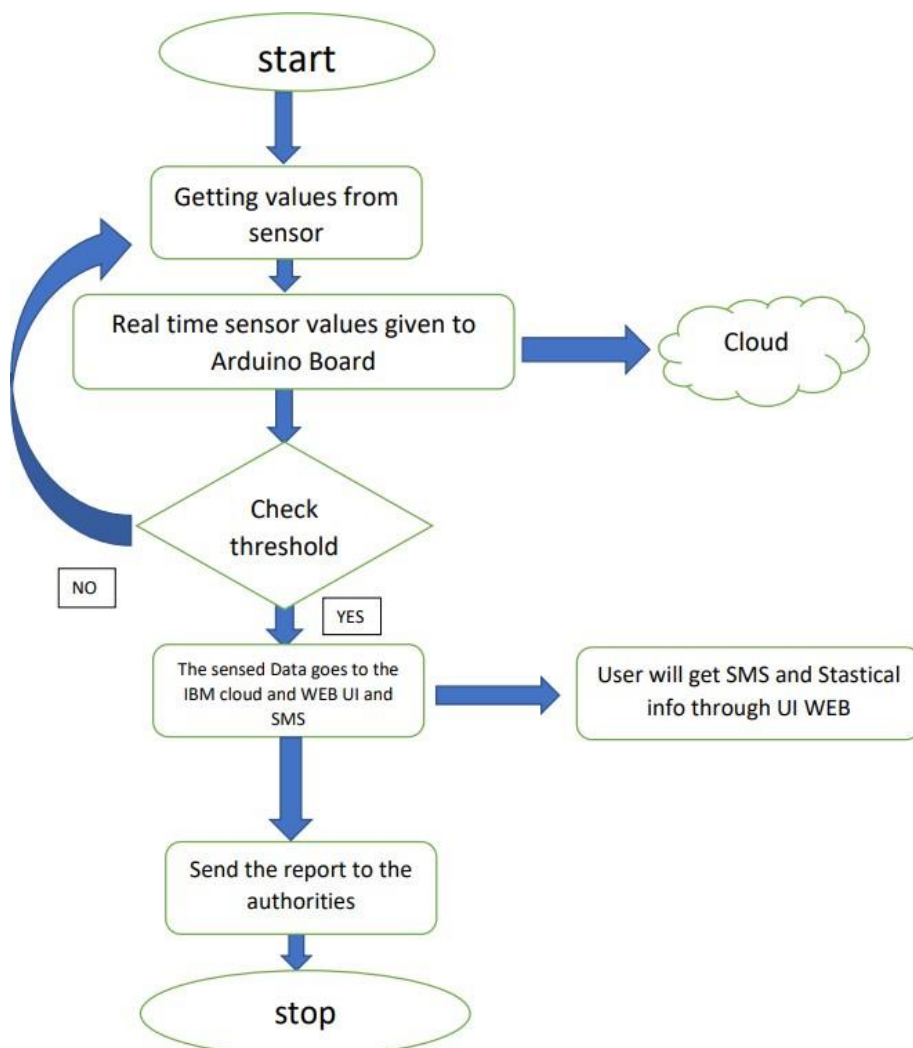 start
Getting values from
sensor
Real time sensor values given to
Arduino Board
Cloud
Check
threshold
NO
YES
The sensed Data goes to the
IBM cloud and WEB UI and
SMS
User will get SMS and Stastical
info through UI WEB
Send the report to the
authorities
stop